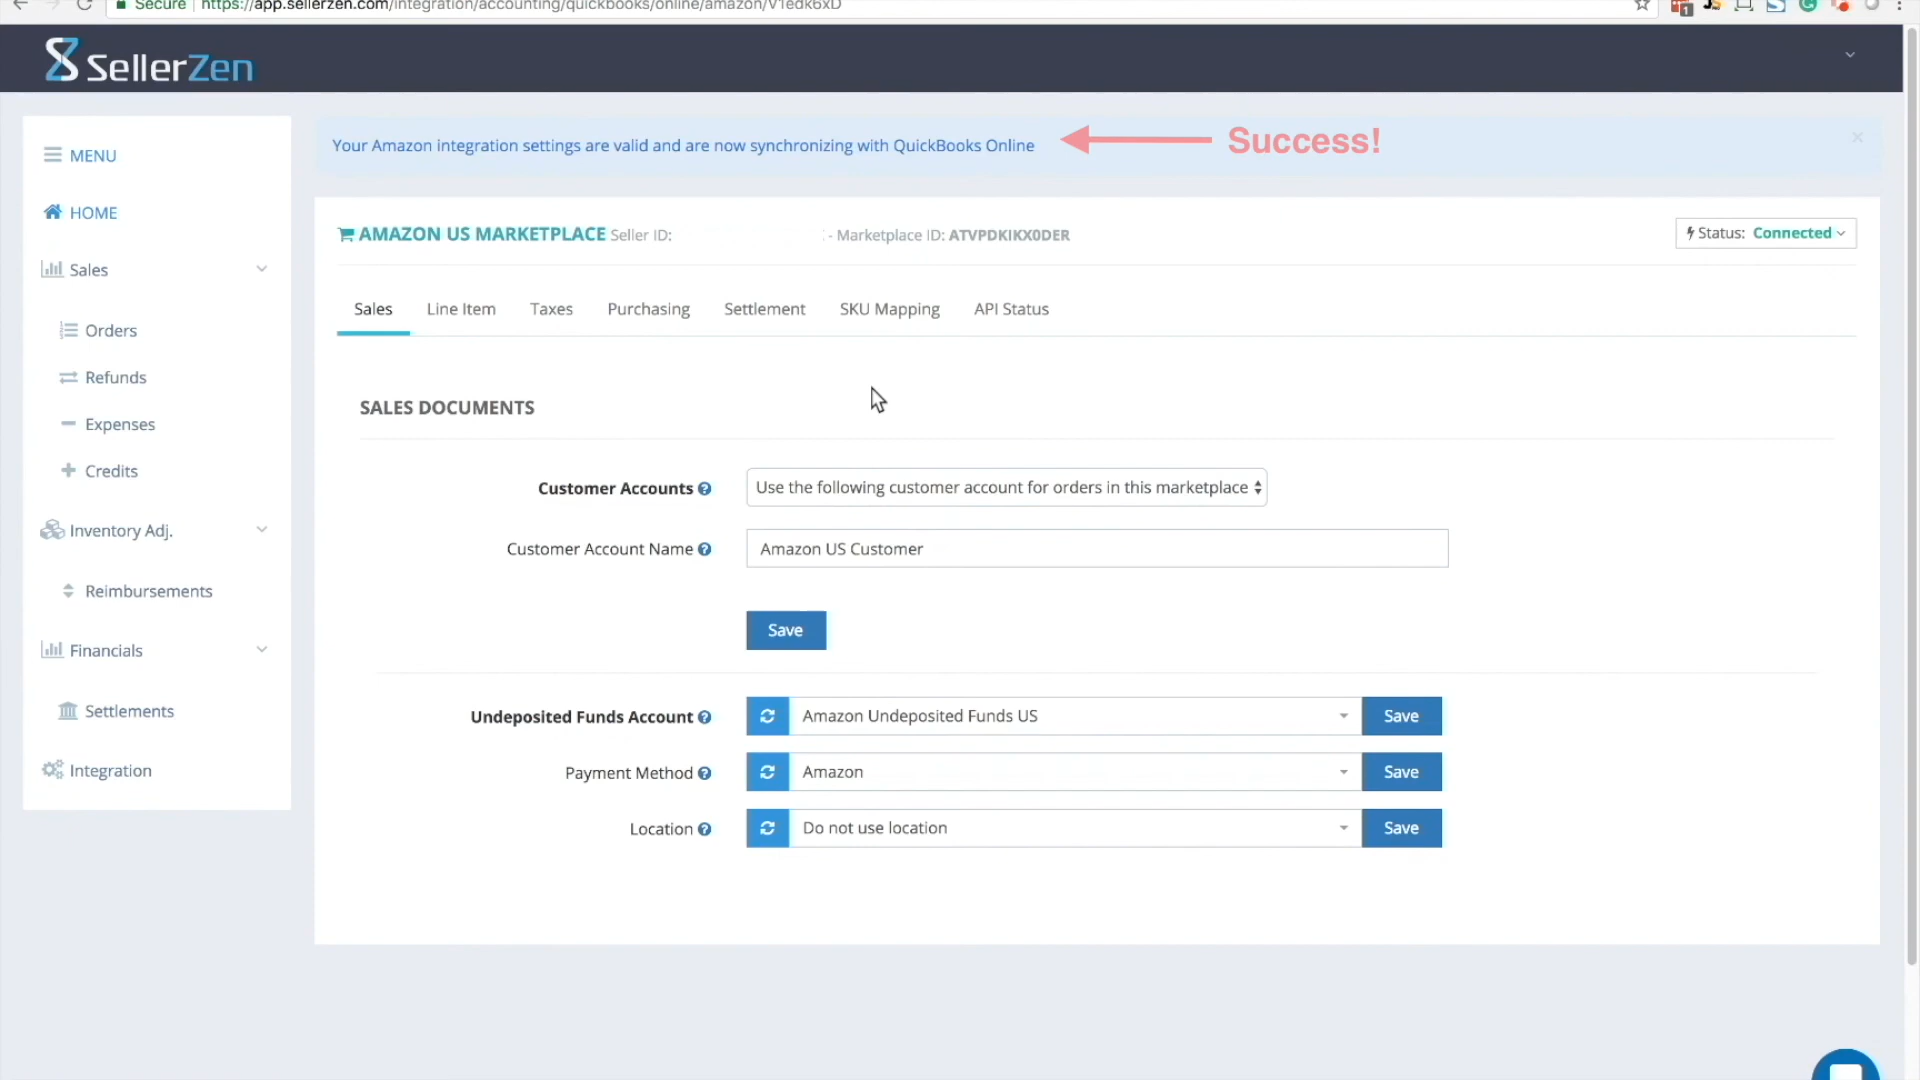 Secure https://app.sellerzen.com/integration/accounting/quickbooks/online/amazon/V1edk6xD
1
SellerZen
MENU
HOME
Sales
Orders
Refunds
Expenses
Credits
Inventory Adj.
Reimbursements
Financials
Settlements
Integration
Your Amazon integration settings are valid and are now synchronizing with QuickBooks Online
Success!
×
AMAZON US MARKETPLACE Seller ID: - Marketplace ID: ATVPDKIKX0DER
Status: Connected
Sales Line Item Taxes Purchasing Settlement SKU Mapping API Status
SALES DOCUMENTS
Customer Accounts ? Use the following customer account for orders in this marketplace
Customer Account Name ? Amazon US Customer
Save
Undeposited Funds Account ? Amazon Undeposited Funds US Save
Payment Method ? Amazon Save
Location ? Do not use location Save